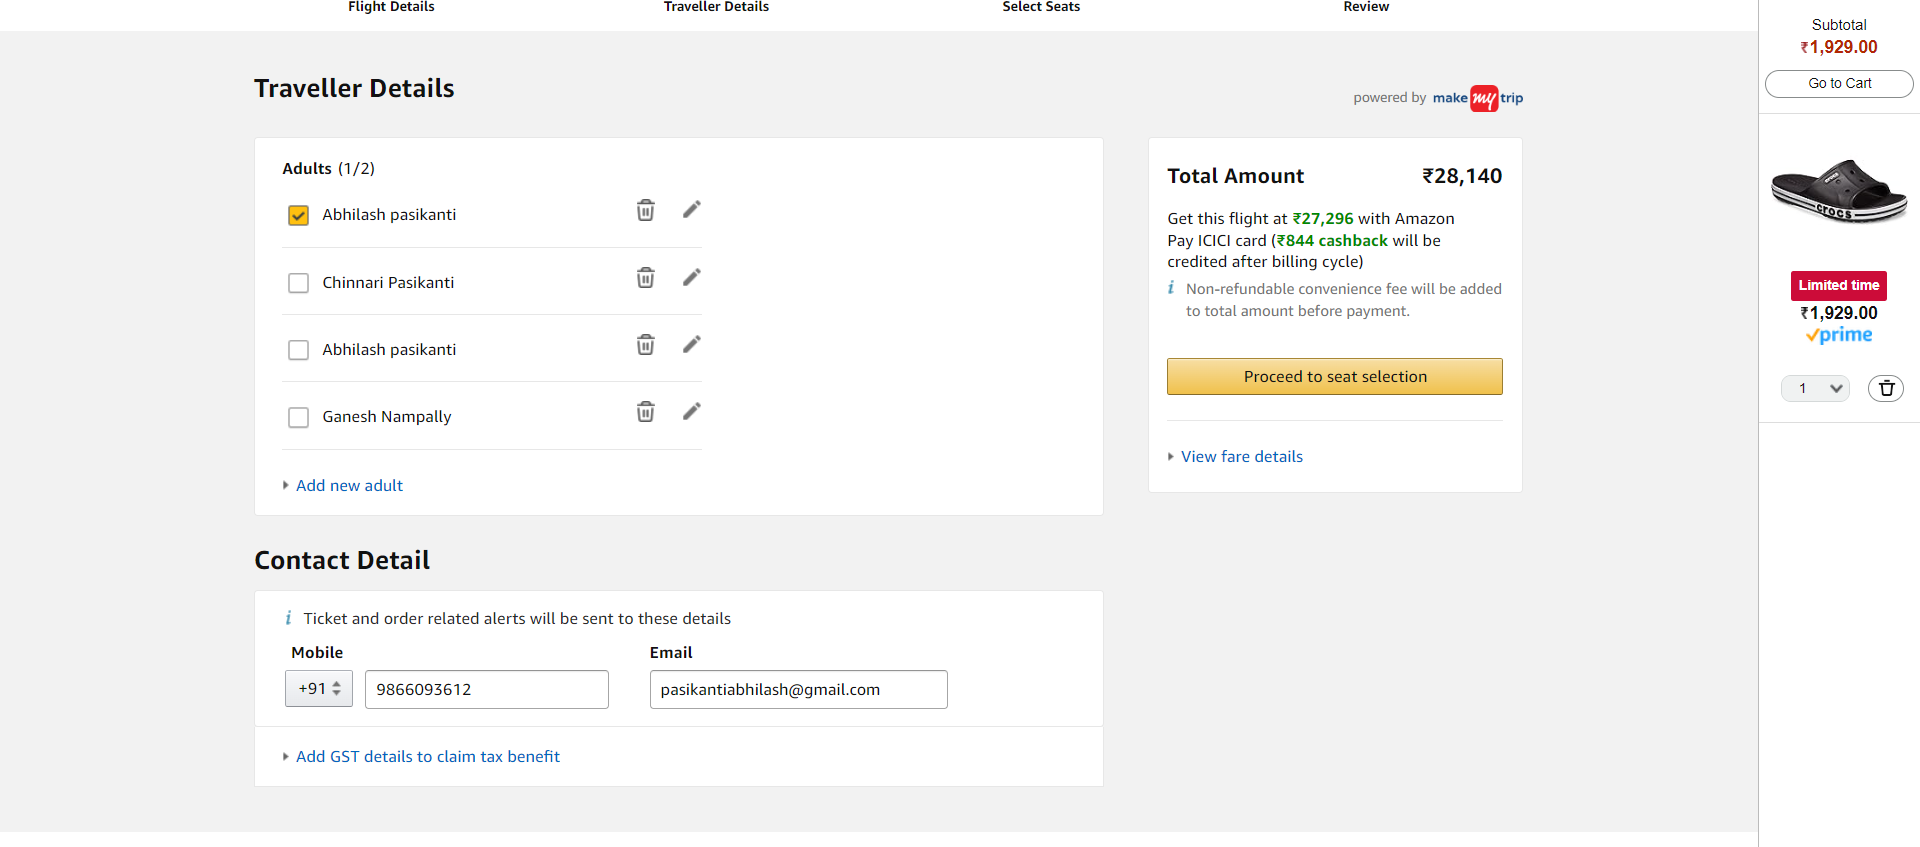 Flight Details
Traveller Details
Select Seats
Review
Traveller Details
powered by make my trip
Adults (1/2)
Abhilash pasikanti
Chinnari Pasikanti
Abhilash pasikanti
Ganesh Nampally
Add new adult
Total Amount ₹28,140
Get this flight at ₹27,296 with Amazon
Pay ICICI card (₹844 cashback will be
credited after billing cycle)
i Non-refundable convenience fee will be added
to total amount before payment.
Proceed to seat selection
View fare details
Contact Detail
i Ticket and order related alerts will be sent to these details
Mobile
Email
+91
9866093612
pasikantiabhilash@gmail.com
Add GST details to claim tax benefit
Subtotal
₹1,929.00
Go to Cart
crocs
Limited time
₹1,929.00
prime
1